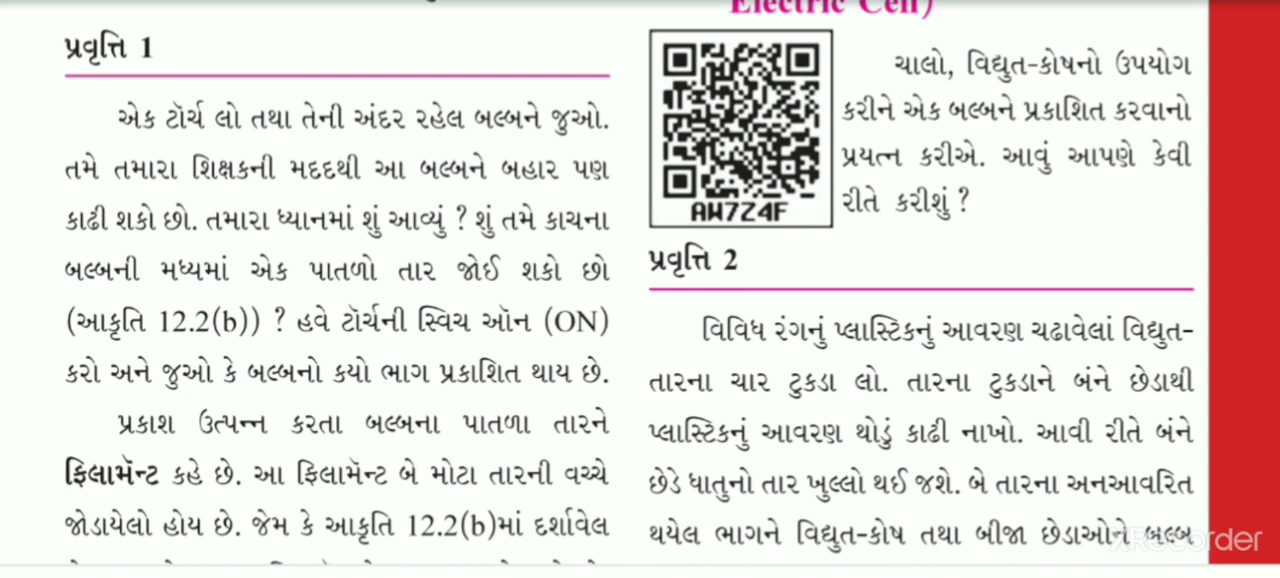 Electric Cell)
પ્રવૃત્તિ 1
એક ટૉર્ચ લો તથા તેની અંદર રહેલ બલ્બને જુઓ.
તમે તમારા શિક્ષકની મદદથી આ બલ્બને બહાર પણ
કાઢી શકો છો. તમારા ધ્યાનમાં શું આવ્યું ? શું તમે કાચના
બલ્બની મધ્યમાં એક પાતળો તાર જોઈ શકો છો
(આકૃતિ 12.2(b)) ? હવે ટૉર્ચની સ્વિચ ઑન (ON)
કરો અને જુઓ કે બલ્બનો કયો ભાગ પ્રકાશિત થાય છે.
પ્રકાશ ઉત્પન્ન કરતા બલ્બના પાતળા તારને
ફિલામૅન્ટ કહે છે. આ ફિલામૅન્ટ બે મોટા તારની વચ્ચે
જોડાયેલો હોય છે. જેમ કે આકૃતિ 12.2(b)માં દર્શાવેલ
ચાલો, વિદ્યુત-કોષનો ઉપયોગ
કરીને એક બલ્બને પ્રકાશિત કરવાનો
પ્રયત્ન કરીએ. આવું આપણે કેવી
રીતે કરીશું ?
AW7Z4F
પ્રવૃત્તિ 2
વિવિધ રંગનું પ્લાસ્ટિકનું આવરણ ચઢાવેલાં વિદ્યુત-
તારના ચાર ટુકડા લો. તારના ટુકડાને બંને છેડાથી
પ્લાસ્ટિકનું આવરણ થોડું કાઢી નાખો. આવી રીતે બંને
છેડે ધાતુનો તાર ખુલ્લો થઈ જશે. બે તારના અનઆવરિત
થયેલ ભાગને વિદ્યુત-કોષ તથા બીજા છેડાઓને બલ્બ
XRecorder